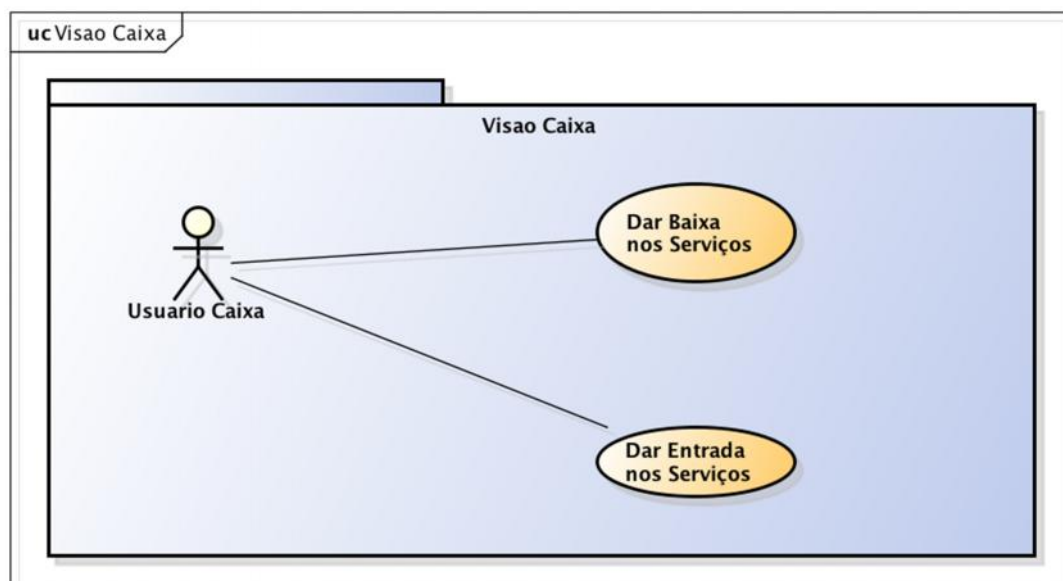 uc Visao Caixa
Visao Caixa
Dar Baixa
nos Serviços
Usuario Caixa
Dar Entrada
nos Serviços